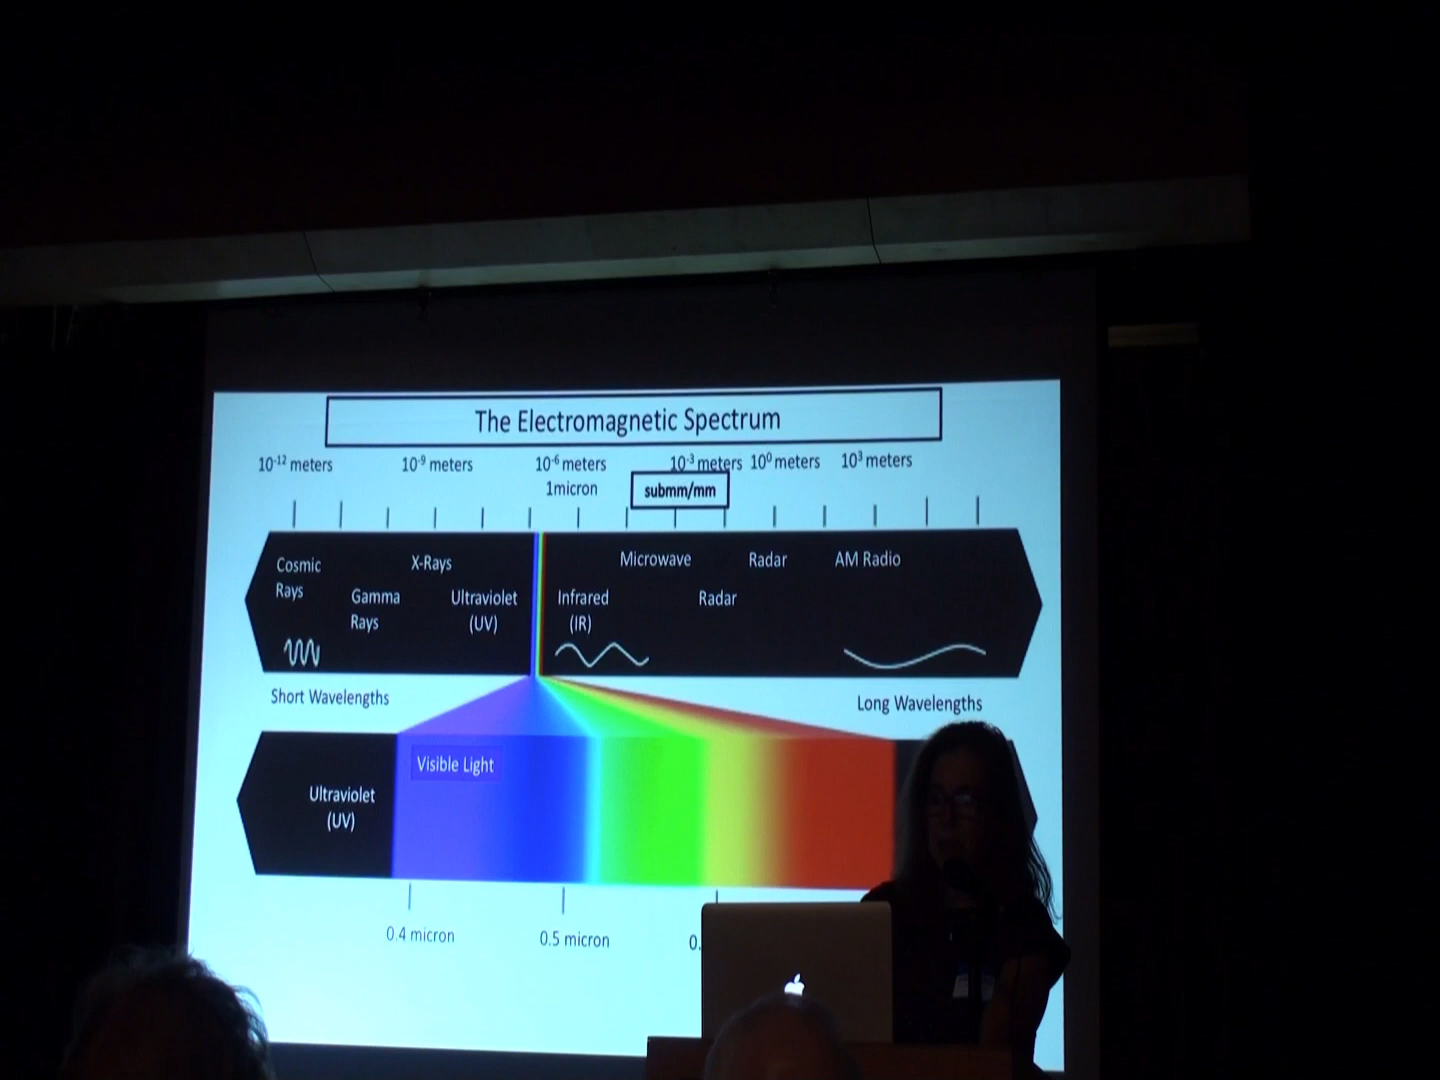 The Electromagnetic Spectrum
10⁻¹² meters 10⁻⁹ meters 10⁻⁶ meters 10⁻³ meters 10⁰ meters 10³ meters
1micron submm/mm
Cosmic
Rays
Gamma
Rays
X-Rays
Ultraviolet
(UV)
Infrared
(IR)
Microwave
Radar
Radar
AM Radio
Short Wavelengths
Long Wavelengths
Visible Light
Ultraviolet
(UV)
0.4 micron 0.5 micron 0.